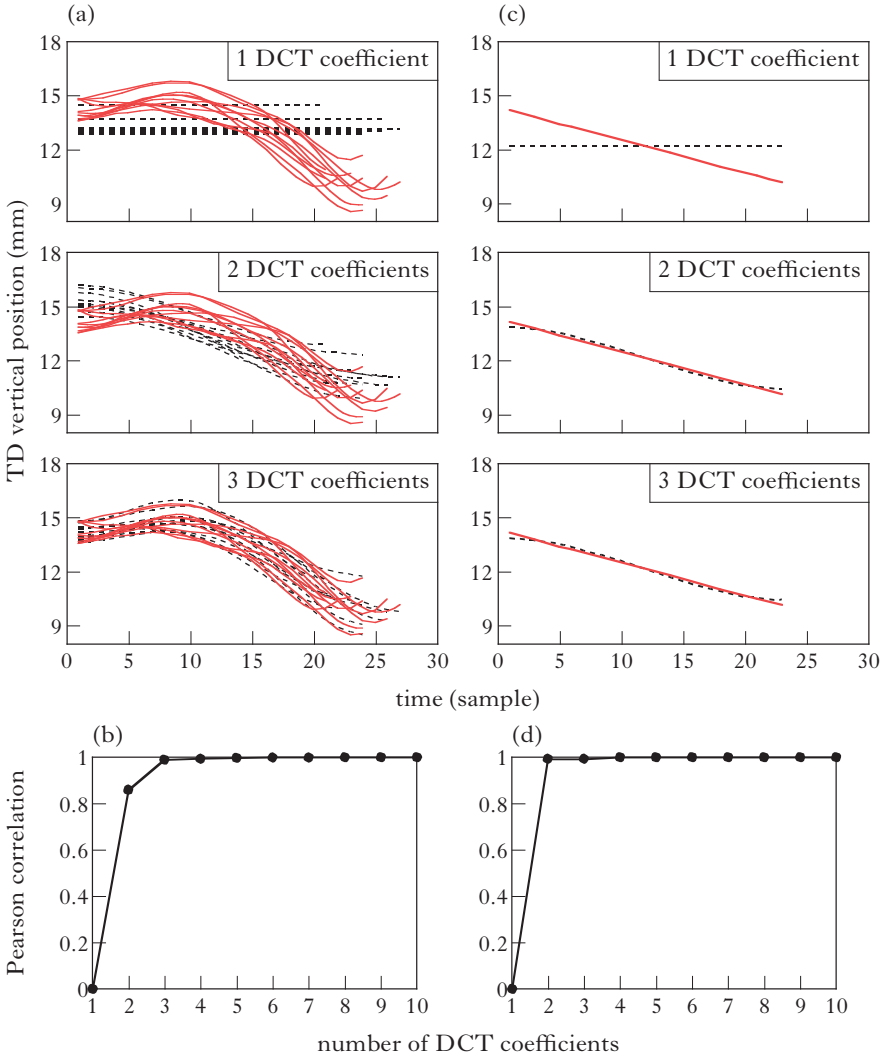 (a)
18
15
12
9
1 DCT coefficient
18
15
12
9
2 DCT coefficients
18
15
12
9
3 DCT coefficients
0 5 10 15 20 25 30
TD vertical position (mm)
(c)
18
15
12
9
1 DCT coefficient
18
15
12
9
2 DCT coefficients
18
15
12
9
3 DCT coefficients
0 5 10 15 20 25 30
time (sample)
(b)
1
0.8
0.6
0.4
0.2
0
1 2 3 4 5 6 7 8 9 10
Pearson correlation
(d)
1
0.8
0.6
0.4
0.2
0
1 2 3 4 5 6 7 8 9 10
number of DCT coefficients